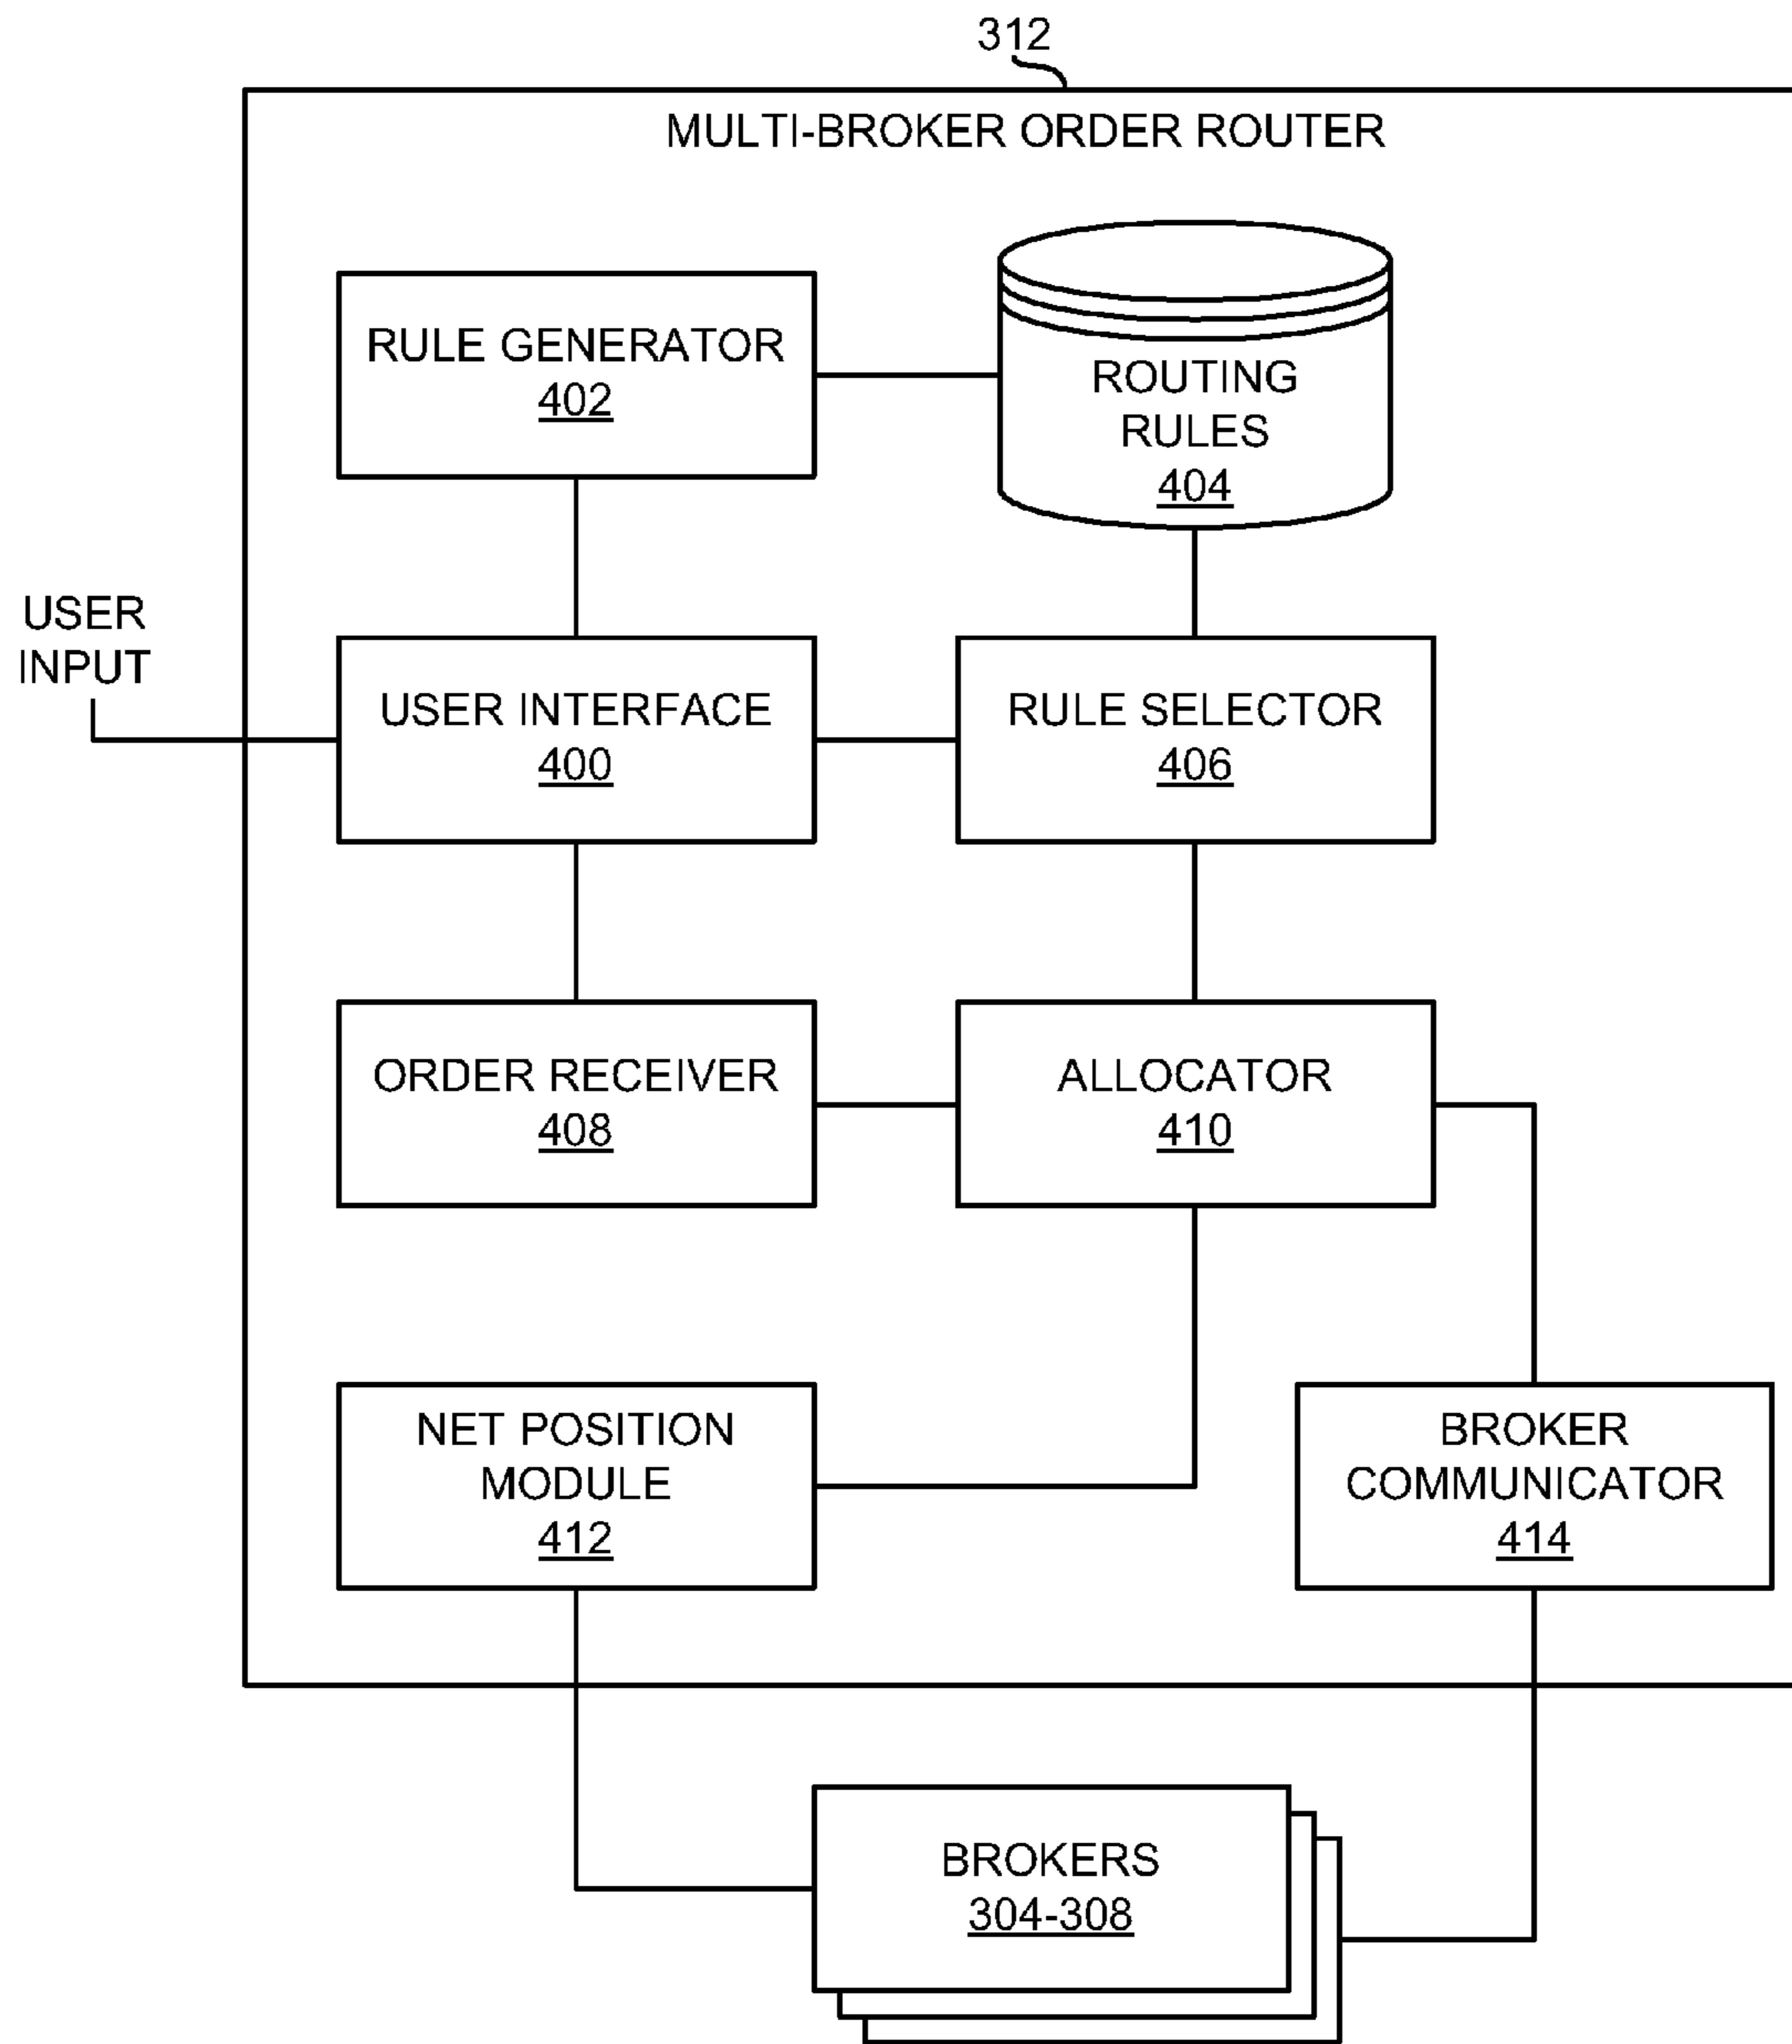 312
MULTI-BROKER ORDER ROUTER
RULE GENERATOR
402
ROUTING
RULES
404
USER
INPUT
USER INTERFACE
400
RULE SELECTOR
406
ORDER RECEIVER
408
ALLOCATOR
410
NET POSITION
MODULE
412
BROKER
COMMUNICATOR
414
BROKERS
304-308